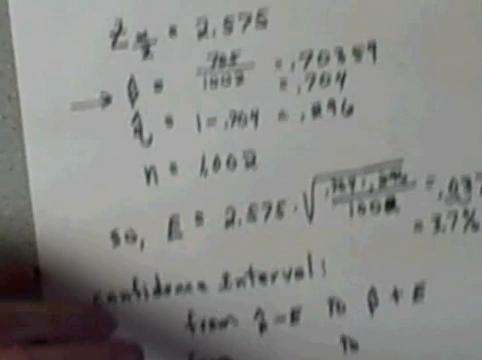 Z α/2 = 2.575
→ p̂ = 705/1002 = .70359
= .704
q̂ = 1 - .704 = .296
n = 1,002
so, E = 2.575 · √(.704 · .296/1002) = .037
= 3.7%
Confidence Interval:
from p̂ - E to p̂ + E
from to